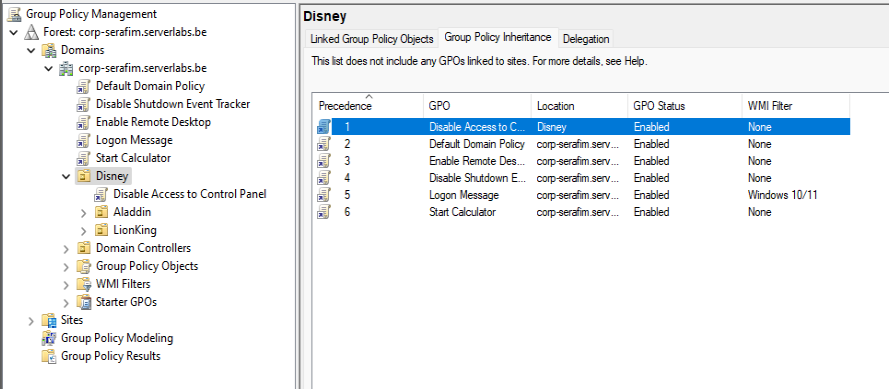 Group Policy Management
Forest: corp-serafim.serverlabs.be
Domains
corp-serafim.serverlabs.be
Default Domain Policy
Disable Shutdown Event Tracker
Enable Remote Desktop
Logon Message
Start Calculator
Disney
Disable Access to Control Panel
Aladdin
LionKing
Domain Controllers
Group Policy Objects
WMI Filters
Starter GPOs
Sites
Group Policy Modeling
Group Policy Results
Disney
Linked Group Policy Objects Group Policy Inheritance Delegation
This list does not include any GPOs linked to sites. For more details, see Help.
Precedence GPO Location GPO Status WMI Filter
1 Disable Access to C... Disney Enabled None
2 Default Domain Policy corp-serafim.serv... Enabled None
3 Enable Remote Des... corp-serafim.serv... Enabled None
4 Disable Shutdown E... corp-serafim.serv... Enabled None
5 Logon Message corp-serafim.serv... Enabled Windows 10/11
6 Start Calculator corp-serafim.serv... Enabled None